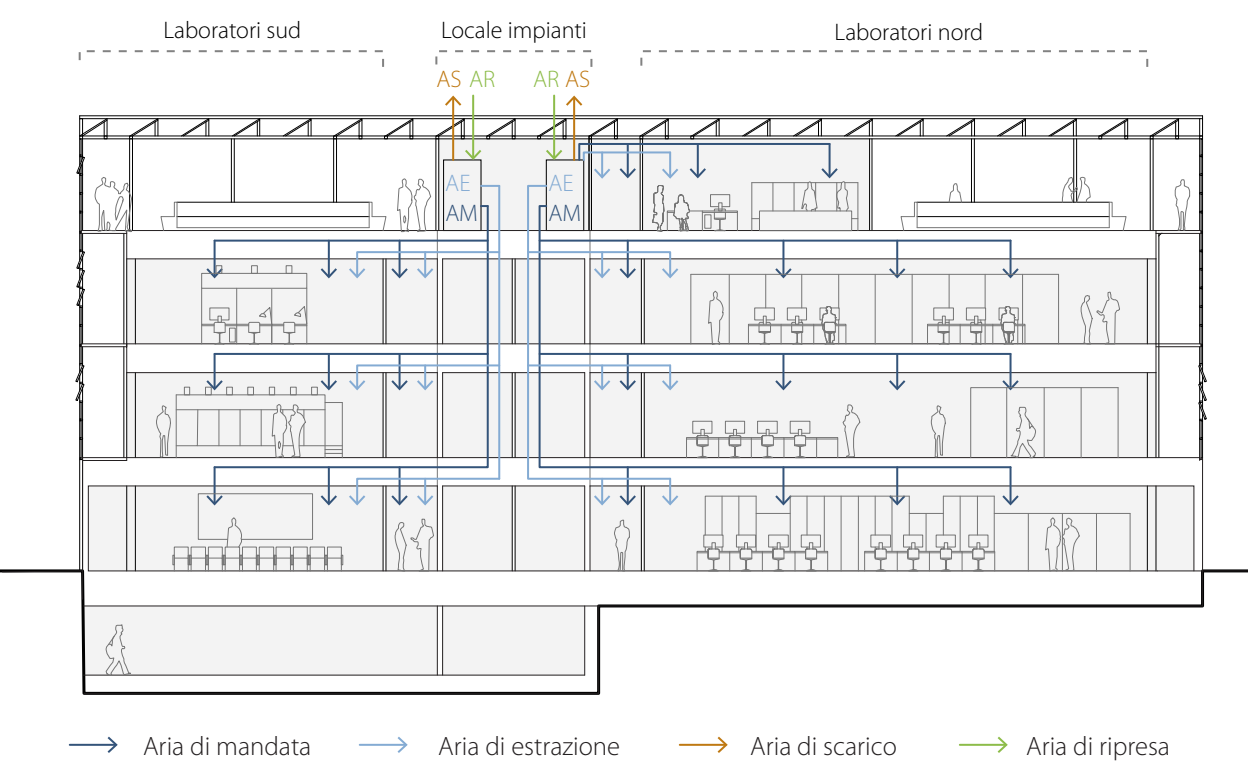 Laboratori sud
Locale impianti
Laboratori nord
AS AR
AR AS
AE
AM
AE
AM
Aria di mandata
Aria di estrazione
Aria di scarico
Aria di ripresa